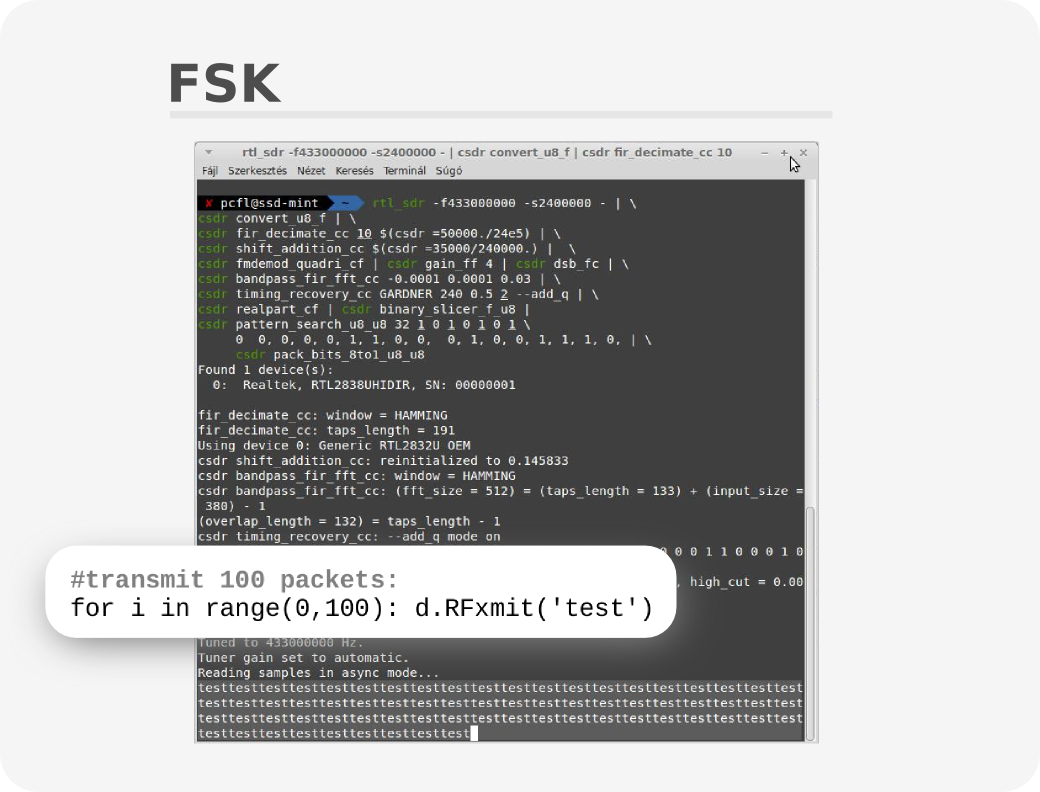 FSK
rtl_sdr -f433000000 -s2400000 - | csdr convert_u8_f | csdr fir_decimate_cc 10
Fájl Szerkesztés Nézet Keresés Terminál Súgó
✘ pcfl@ssd-mint ~ rtl_sdr -f433000000 -s2400000 - | \
csdr convert_u8_f | \
csdr fir_decimate_cc 10 $(csdr =50000./24e5) | \
csdr shift_addition_cc $(csdr =35000/240000.) |  \
csdr fmdemod_quadri_cf | csdr gain_ff 4 | csdr dsb_fc | \
csdr bandpass_fir_fft_cc -0.0001 0.0001 0.03 | \
csdr timing_recovery_cc GARDNER 240 0.5 2 --add_q | \
csdr realpart_cf | csdr binary_slicer_f_u8 |
csdr pattern_search_u8_u8 32 1 0 1 0 1 0 1 \
0  0, 0, 0, 0, 1, 1, 0, 0,  0, 1, 0, 0, 1, 1, 1, 0, | \
csdr pack_bits_8to1_u8_u8
Found 1 device(s):
0:  Realtek, RTL2838UHIDIR, SN: 00000001
fir_decimate_cc: window = HAMMING
fir_decimate_cc: taps_length = 191
Using device 0: Generic RTL2832U OEM
csdr shift_addition_cc: reinitialized to 0.145833
csdr bandpass_fir_fft_cc: window = HAMMING
csdr bandpass_fir_fft_cc: (fft_size = 512) = (taps_length = 133) + (input_size =
380) - 1
(overlap_length = 132) = taps_length - 1
csdr timing_recovery_cc: --add_q mode on
0 0 0 1 1 0 0 0 1 0
, high_cut = 0.00
#transmit 100 packets:
for i in range(0,100): d.RFxmit('test')
Tuned to 433000000 Hz.
Tuner gain set to automatic.
Reading samples in async mode...
testtesttesttesttesttesttesttesttesttesttesttesttesttesttesttesttesttesttesttest
testtesttesttesttesttesttesttesttesttesttesttesttesttesttesttesttesttesttesttest
testtesttesttesttesttesttesttesttesttesttesttesttesttesttesttesttesttesttesttest
testtesttesttesttesttesttesttesttest